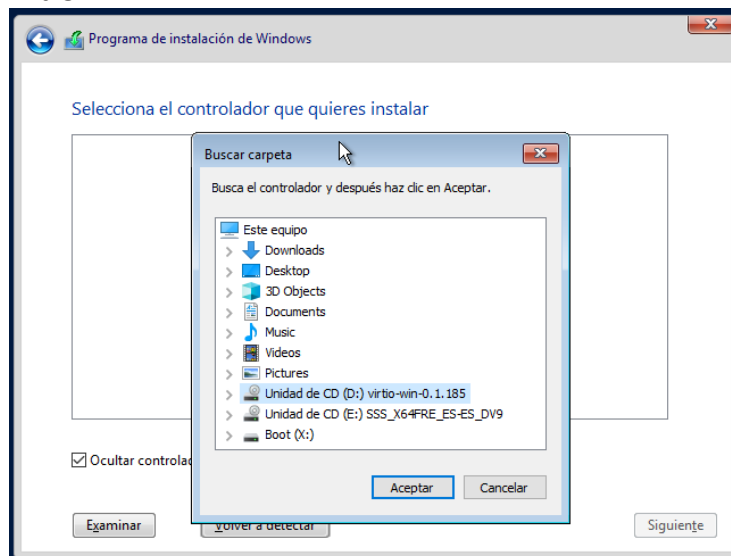 Programa de instalación de Windows
Selecciona el controlador que quieres instalar
Buscar carpeta
Busca el controlador y después haz clic en Aceptar.
Este equipo
Downloads
Desktop
3D Objects
Documents
Music
Videos
Pictures
Unidad de CD (D:) virtio-win-0.1.185
Unidad de CD (E:) SSS_X64FRE_ES-ES_DV9
Boot (X:)
Ocultar controlad
Aceptar
Cancelar
Examinar
Volver a detectar
Siguiente